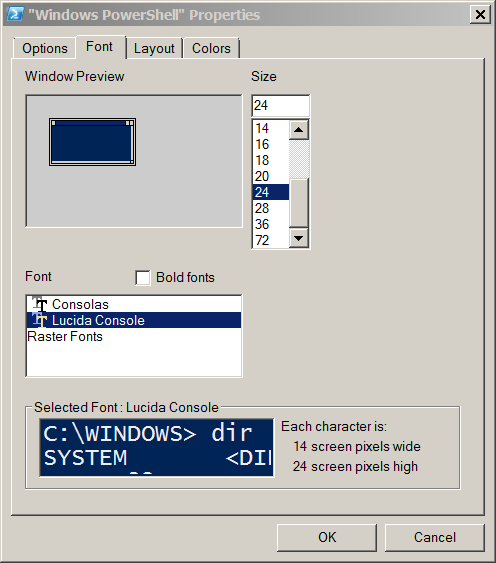 "Windows PowerShell" Properties
Options Font Layout Colors
Window Preview
Size
24
14
16
18
20
24
28
36
72
Font
Bold fonts
Consolas
Lucida Console
Raster Fonts
Selected Font : Lucida Console
C:\WINDOWS> dir
SYSTEM <DI
Each character is:
14 screen pixels wide
24 screen pixels high
OK
Cancel